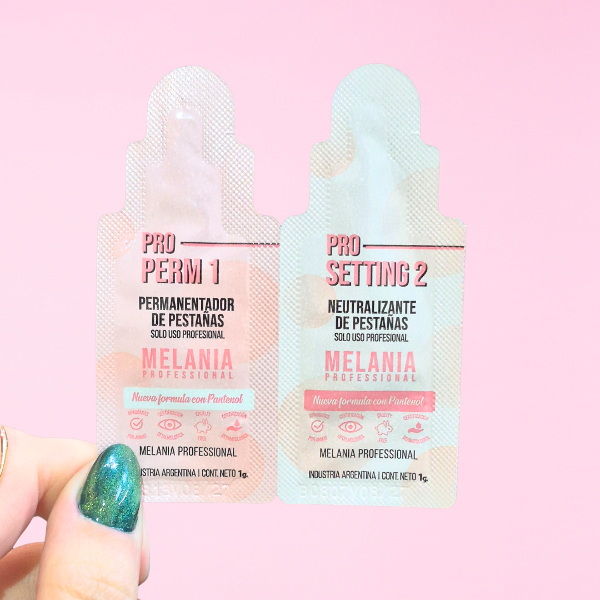 PRO
PERM 1
PERMANENTADOR
DE PESTAÑAS
SOLO USO PROFESIONAL
MELANIA
PROFESSIONAL
Nueva formula con Pantenol
MELANIA PROFESSIONAL
USTRIA ARGENTINA | CONT. NETO 1g.
PRO
SETTING 2
NEUTRALIZANTE
DE PESTAÑAS
SOLO USO PROFESIONAL
MELANIA
PROFESSIONAL
Nueva formula con Pantenol
MELANIA PROFESSIONAL
INDUSTRIA ARGENTINA | CONT. NETO 1g.